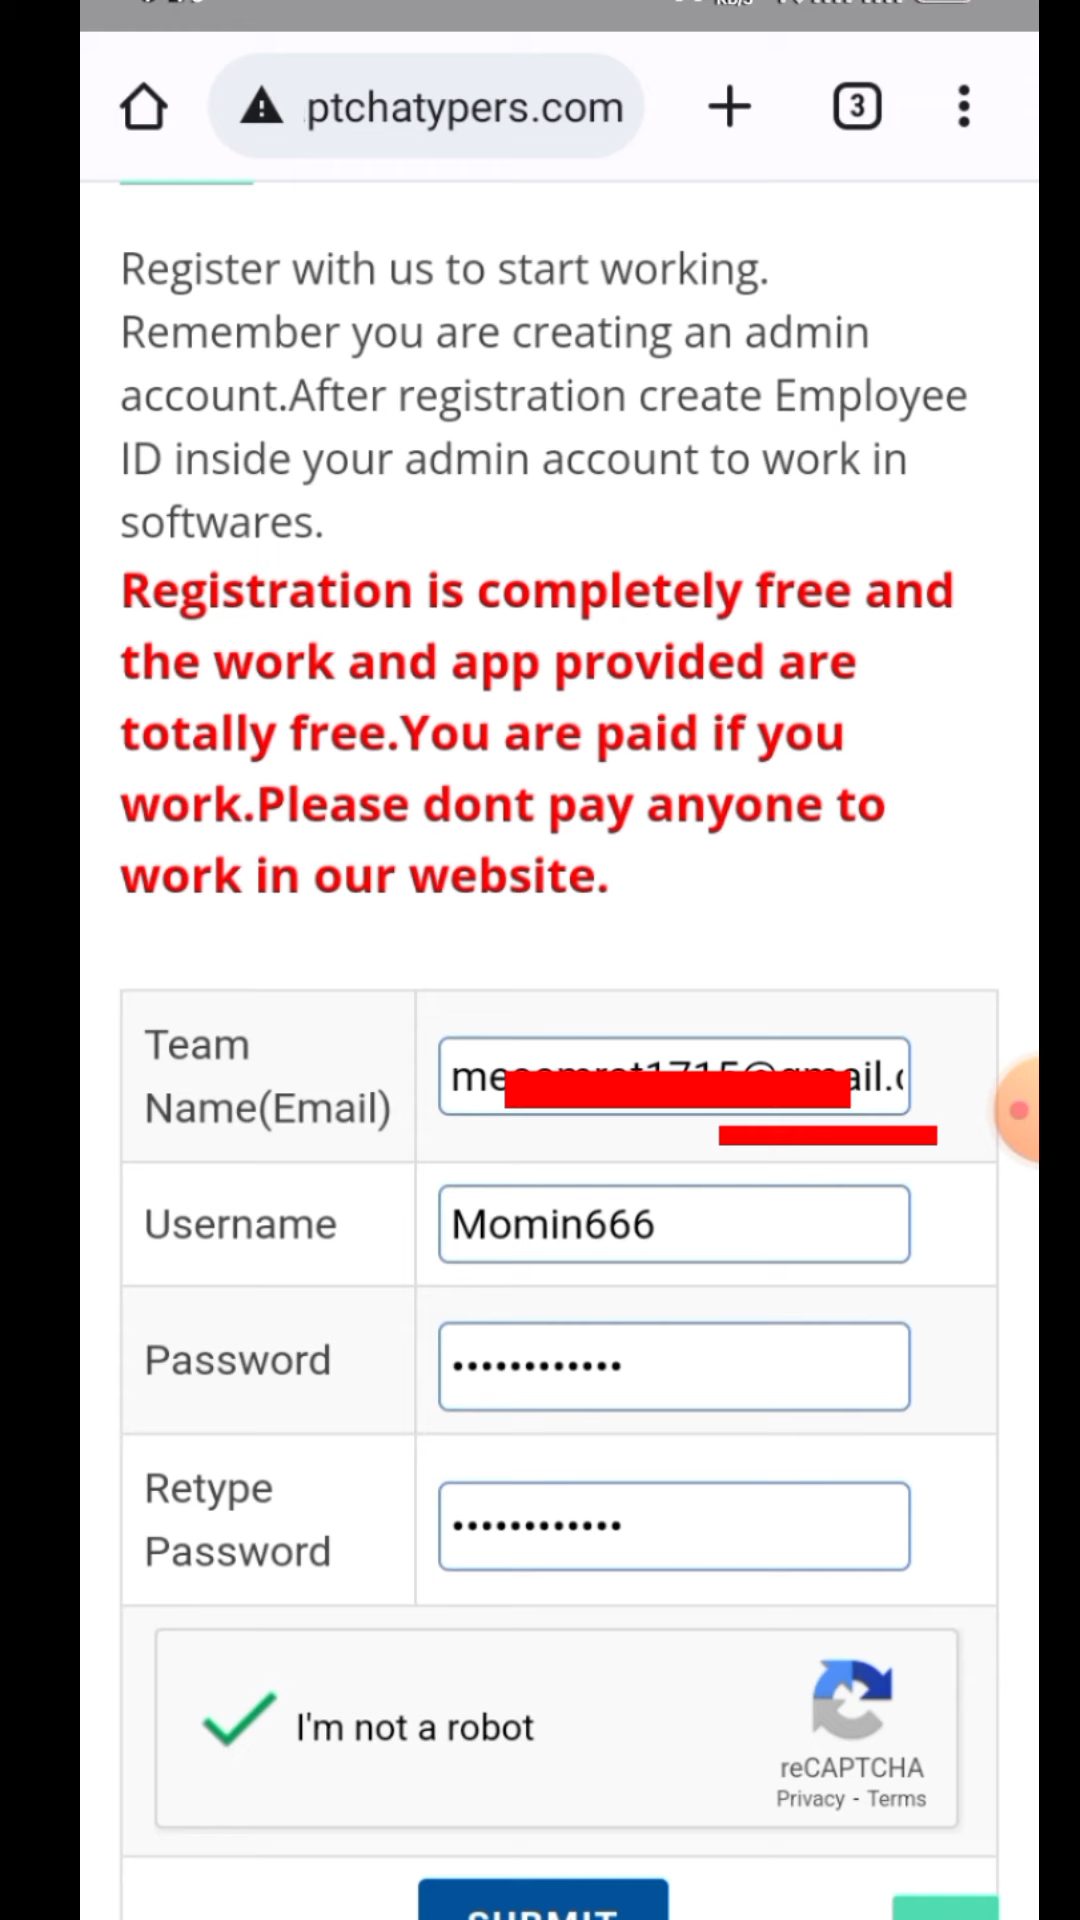 3
ptchatypers.com
Register with us to start working.
Remember you are creating an admin
account.After registration create Employee
ID inside your admin account to work in
softwares.
Registration is completely free and
the work and app provided are
totally free.You are paid if you
work.Please dont pay anyone to
work in our website.
Team
Name(Email)
Username
Momin666
Password
••••••••••••
Retype
Password
••••••••••••
I'm not a robot
reCAPTCHA
Privacy - Terms
SUBMIT